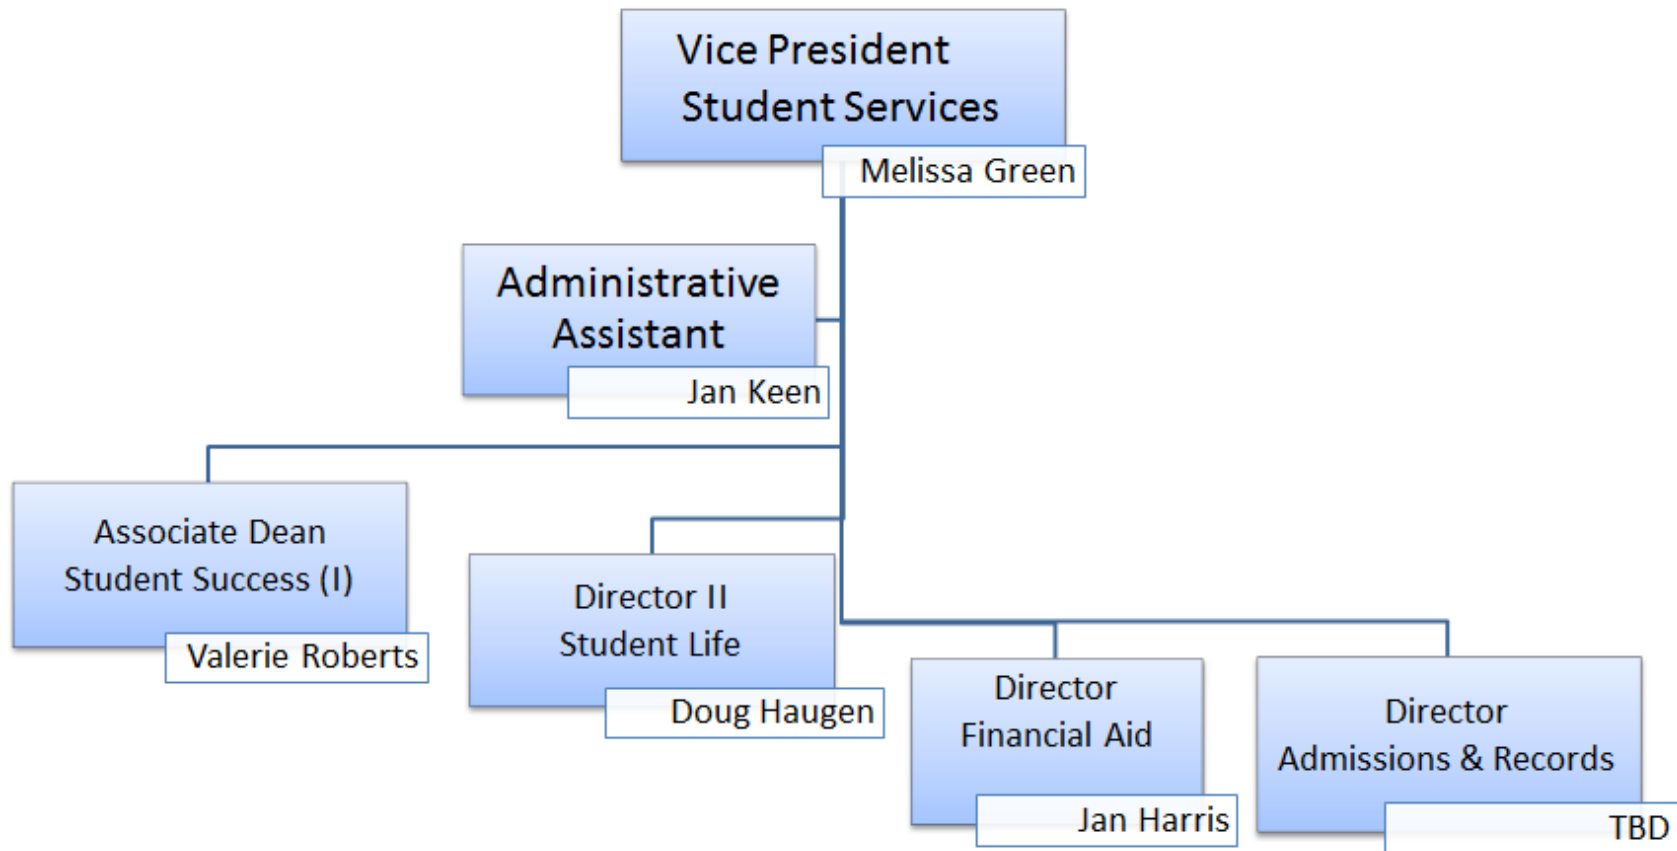 Vice President
Student Services
Melissa Green
Administrative
Assistant
Jan Keen
Associate Dean
Student Success (I)
Valerie Roberts
Director II
Student Life
Doug Haugen
Director
Financial Aid
Jan Harris
Director
Admissions & Records
TBD